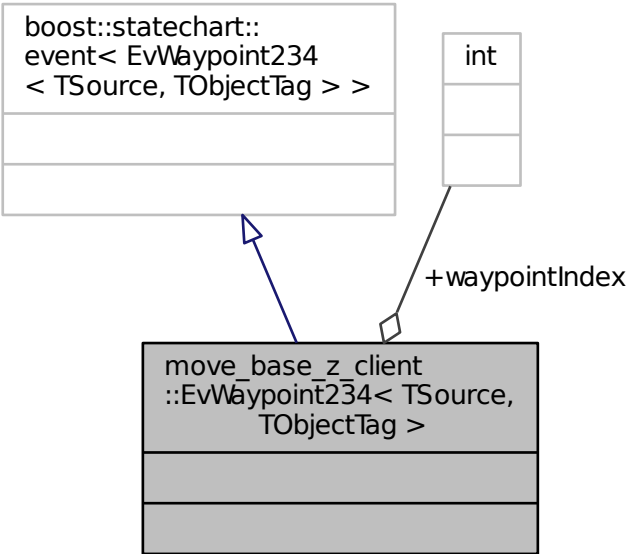 boost::statechart::
event< EvWaypoint234
< TSource, TObjectTag > >
int
+waypointIndex
move_base_z_client
::EvWaypoint234< TSource,
TObjectTag >